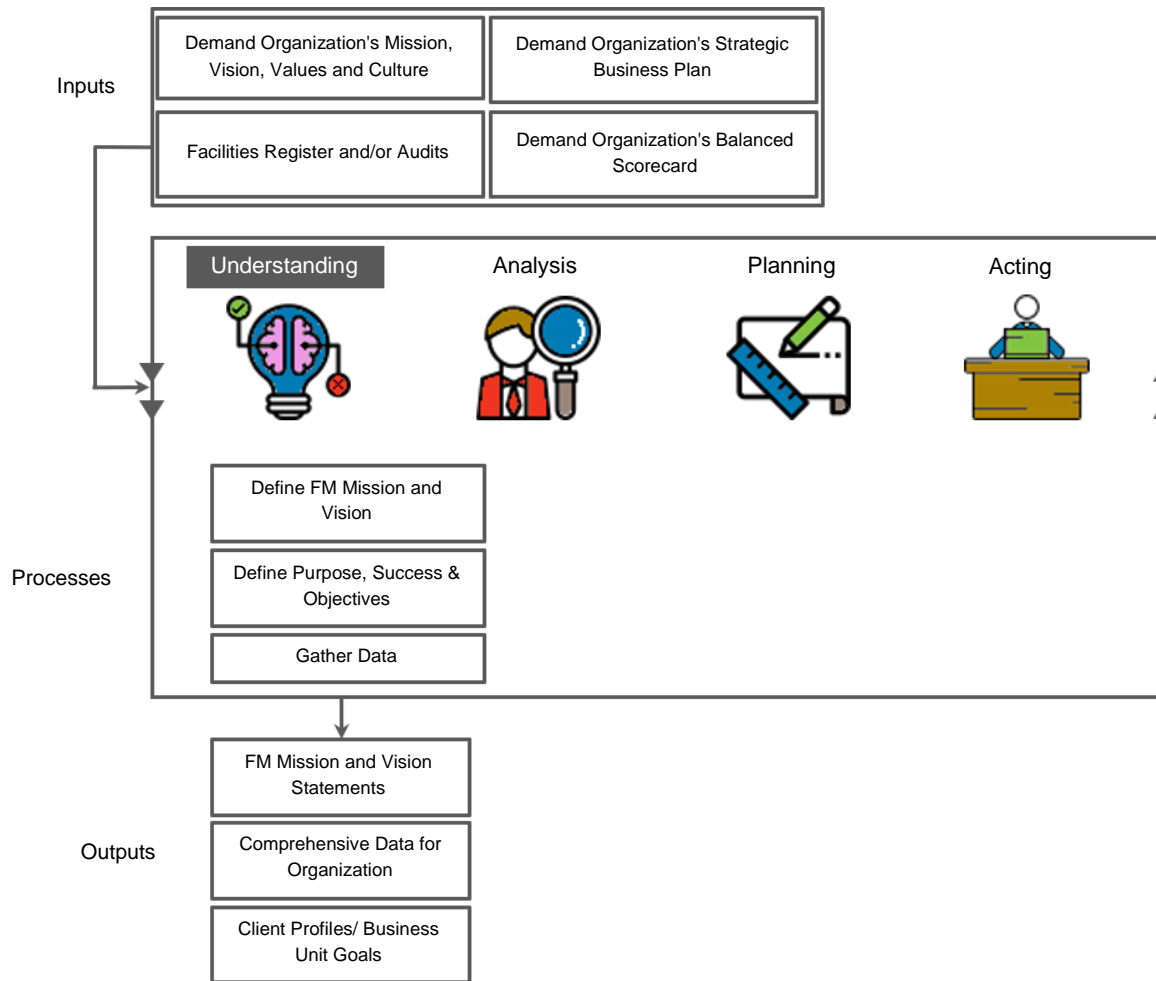 Demand Organization's Mission,
Vision, Values and Culture
Demand Organization's Strategic
Business Plan
Inputs
Facilities Register and/or Audits
Demand Organization's Balanced
Scorecard
Understanding
Analysis
Planning
Acting
Define FM Mission and
Vision
Processes
Define Purpose, Success &
Objectives
Gather Data
FM Mission and Vision
Statements
Outputs
Comprehensive Data for
Organization
Client Profiles/ Business
Unit Goals